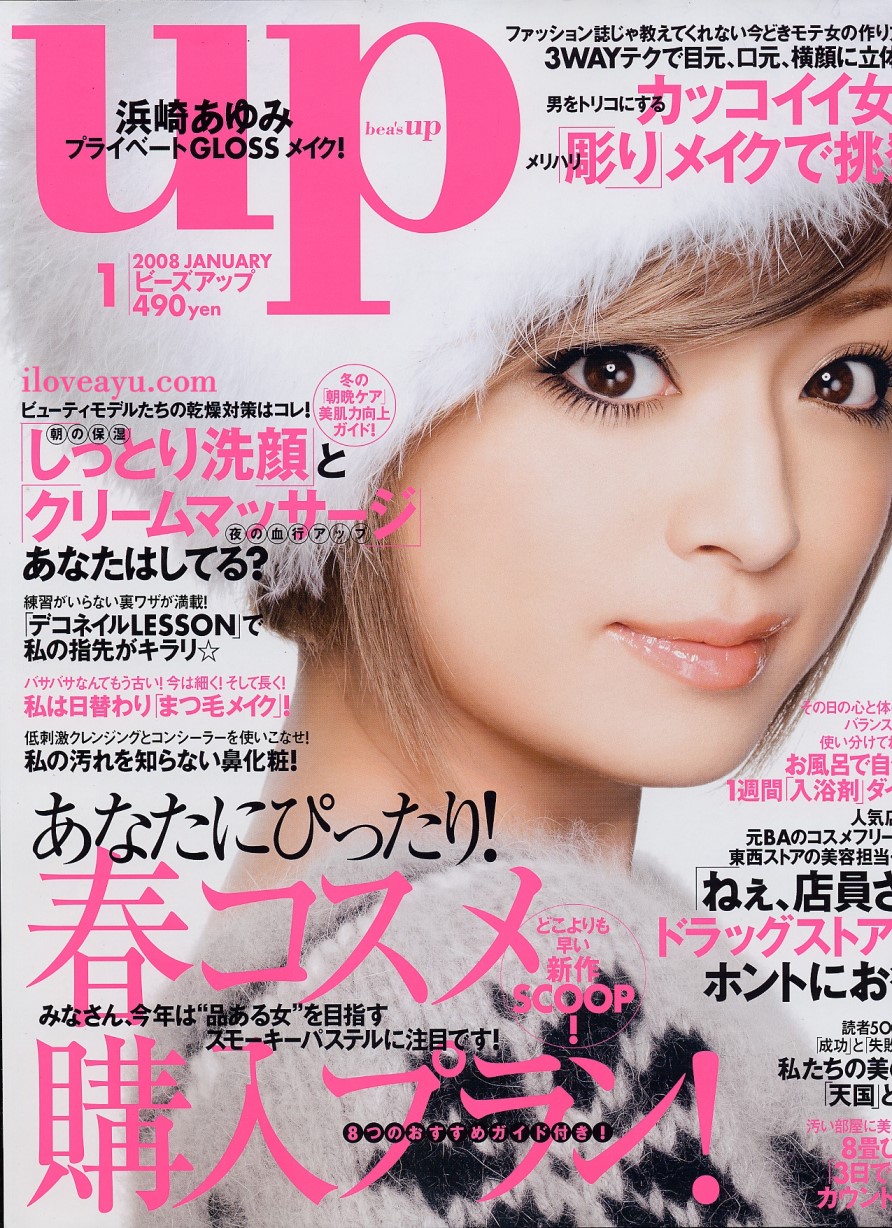 up
bea's up
浜崎あゆみ
プライベートGLOSSメイク!
1
2008 JANUARY
ビーズアップ
490yen
ファッション誌じゃ教えてくれない今どきモテ女の作り
3WAYテクで目元、口元、横顔に立体
男をトリコにする
カッコイイ女
メリハリ
「彫り」メイクで挑
iloveayu.com
ビューティモデルたちの乾燥対策はコレ!
冬の
「朝晩ケア」
美肌力向上
ガイド!
朝の保湿
「しっとり洗顔」と
「クリームマッサージ」
夜の血行アップ
あなたはしてる?
練習がいらない裏ワザが満載!
「デコネイルLESSON」で
私の指先がキラリ☆
バサバサなんてもう古い!今は細く!そして長く!
私は日替わり「まつ毛メイク」!
低刺激クレンジングとコンシーラーを使いこなせ!
私の汚れを知らない鼻化粧!
あなたにぴったり!
春コスメ
どこよりも
早い
新作
SCOOP
!
みなさん、今年は“品ある女”を目指す
スモーキーパステルに注目です!
購入プラン!
8つのおすすめガイド付き!
その日の心と体
バランス
使い分けて
お風呂で自
1週間「入浴剤」ダイ
人気店
元BAのコスメフリー
東西ストアの美容担当
「ねぇ、店員さ
ドラッグストア
ホントにお
読者50
「成功」と「失敗
私たちの美の
「天国」と
汚い部屋に美
8畳ひ
「3日で
カウント